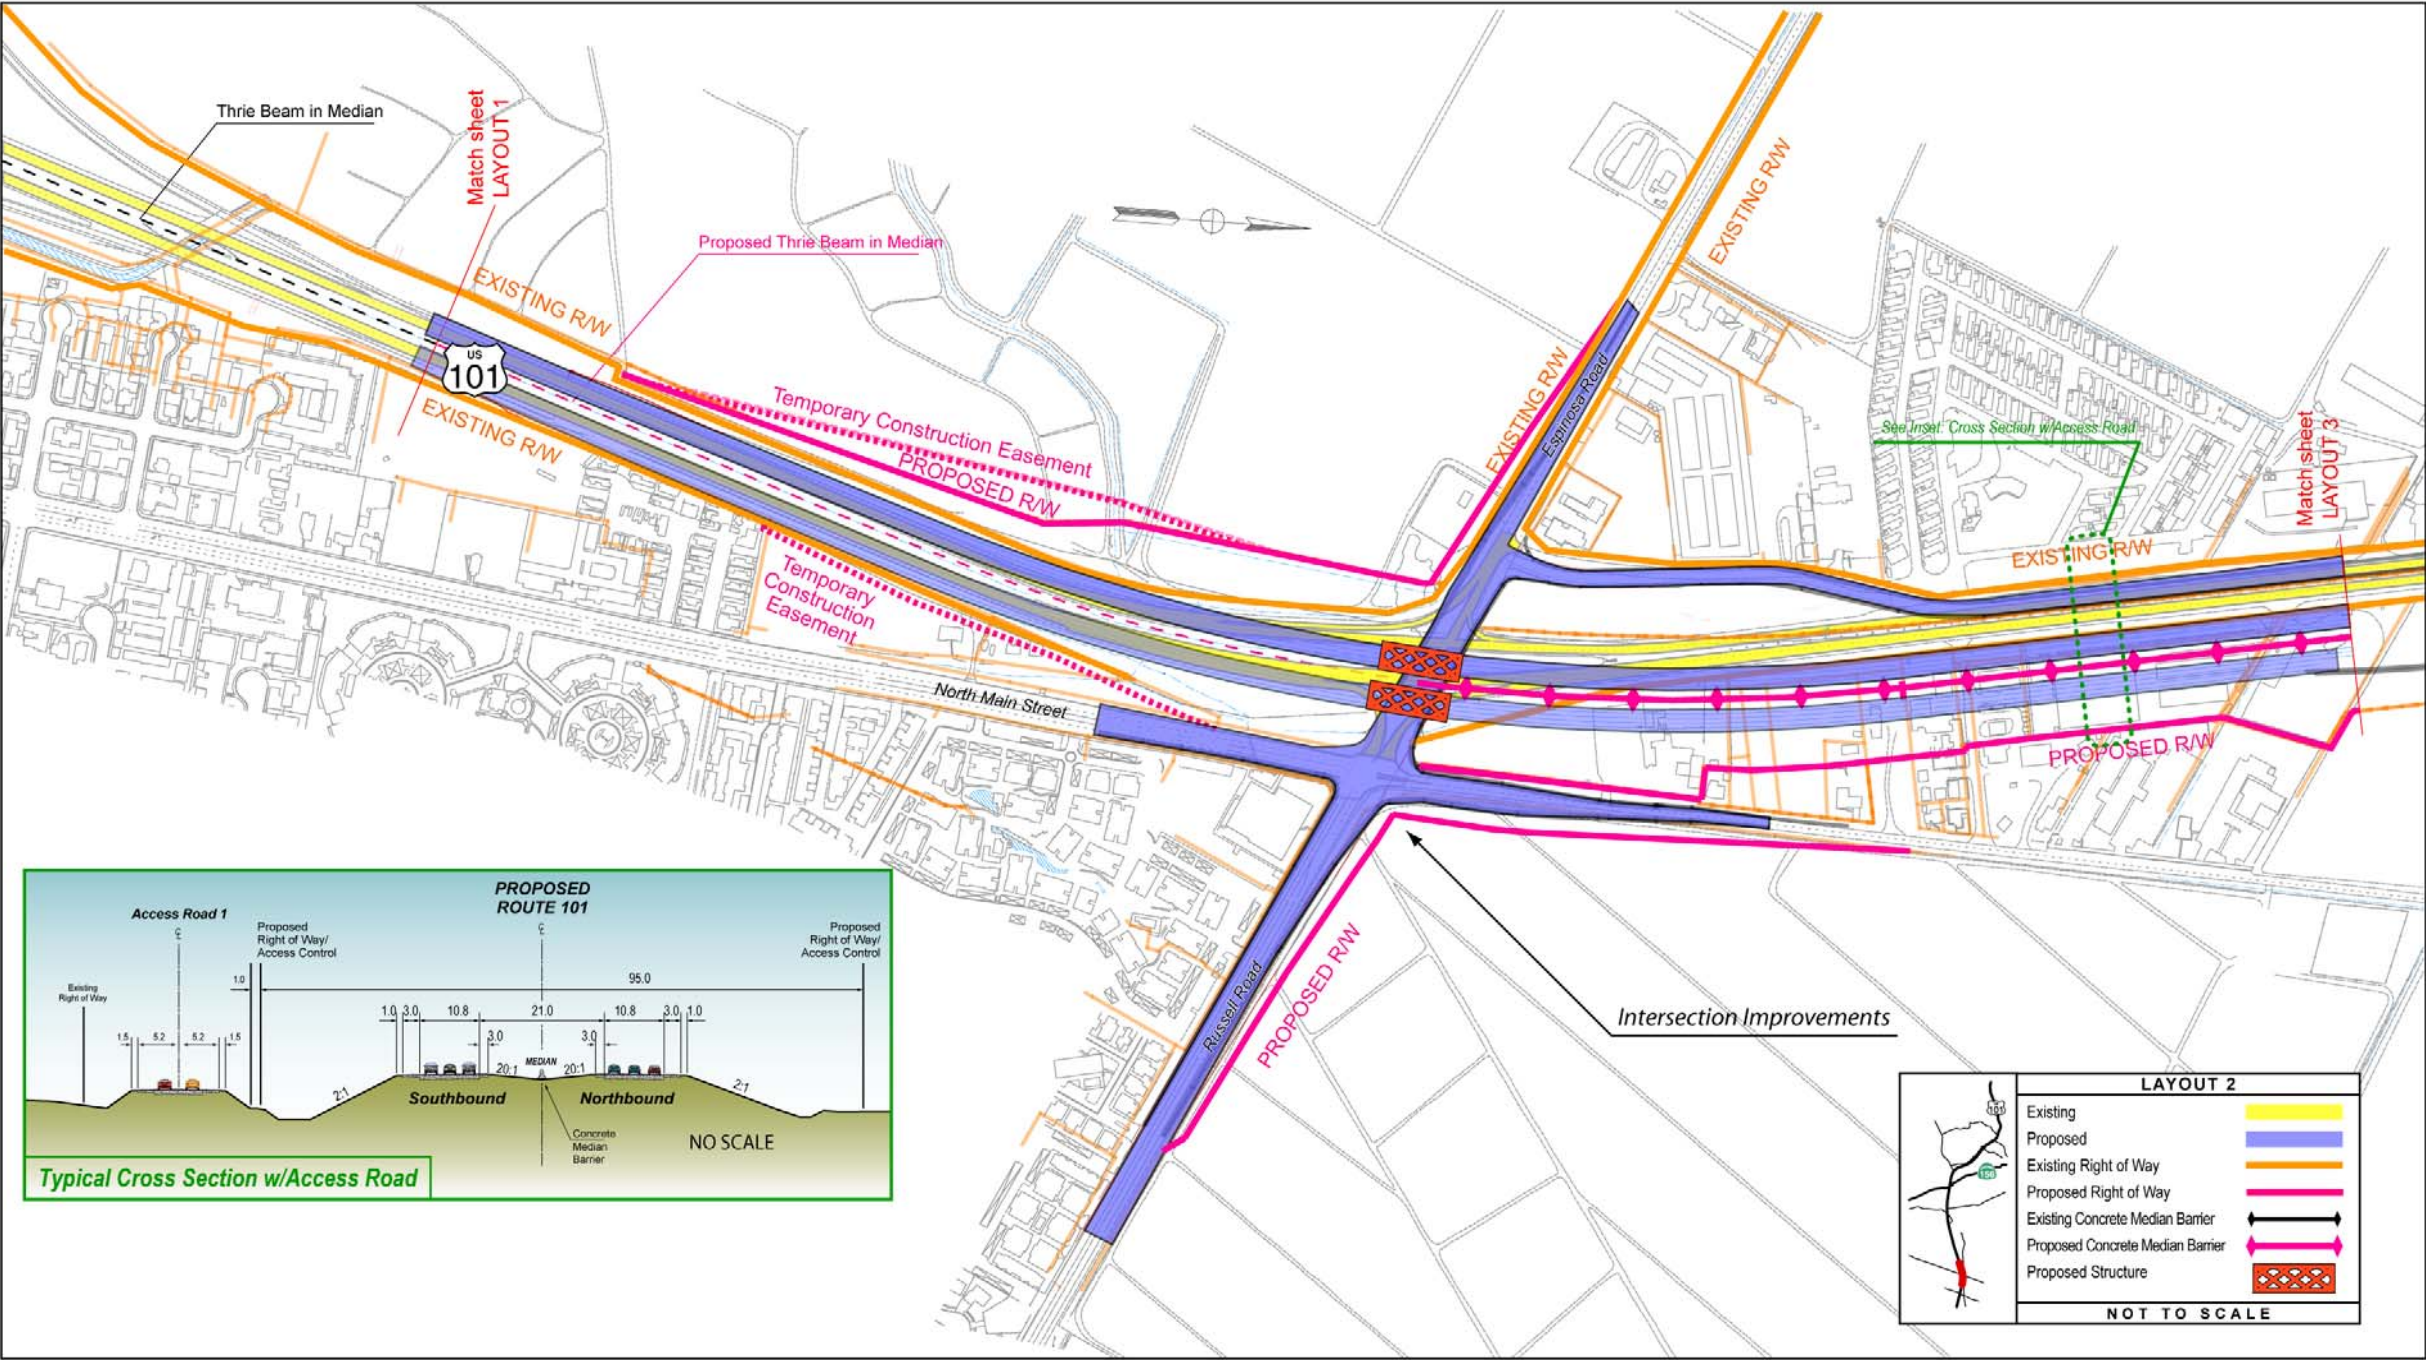 Thrie Beam in Median
Match sheet
LAYOUT 1
Proposed Thrie Beam in Median
EXISTING R/W
US
101
EXISTING R/W
Temporary Construction Easement
PROPOSED R/W
Temporary
Construction
Easement
North Main Street
EXISTING R/W
EXISTING R/W
Espinosa Road
See Inset: Cross Section w/Access Road
Match sheet
LAYOUT 3
EXISTING R/W
PROPOSED R/W
Russell Road
PROPOSED R/W
Intersection Improvements
PROPOSED
ROUTE 101
Access Road 1
℄
℄
Proposed
Right of Way/
Access Control
Proposed
Right of Way/
Access Control
Existing
Right of Way
1.0
95.0
1.0 3.0 10.8 21.0 10.8 3.0 1.0
1.5 5.2 5.2 1.5
3.0 3.0
MEDIAN
20:1 20:1
2:1 2:1
Southbound Northbound
Concrete
Median
Barrier
NO SCALE
Typical Cross Section w/Access Road
LAYOUT 2
101
Existing
Proposed
Existing Right of Way
Proposed Right of Way
Existing Concrete Median Barrier
Proposed Concrete Median Barrier
Proposed Structure
NOT TO SCALE